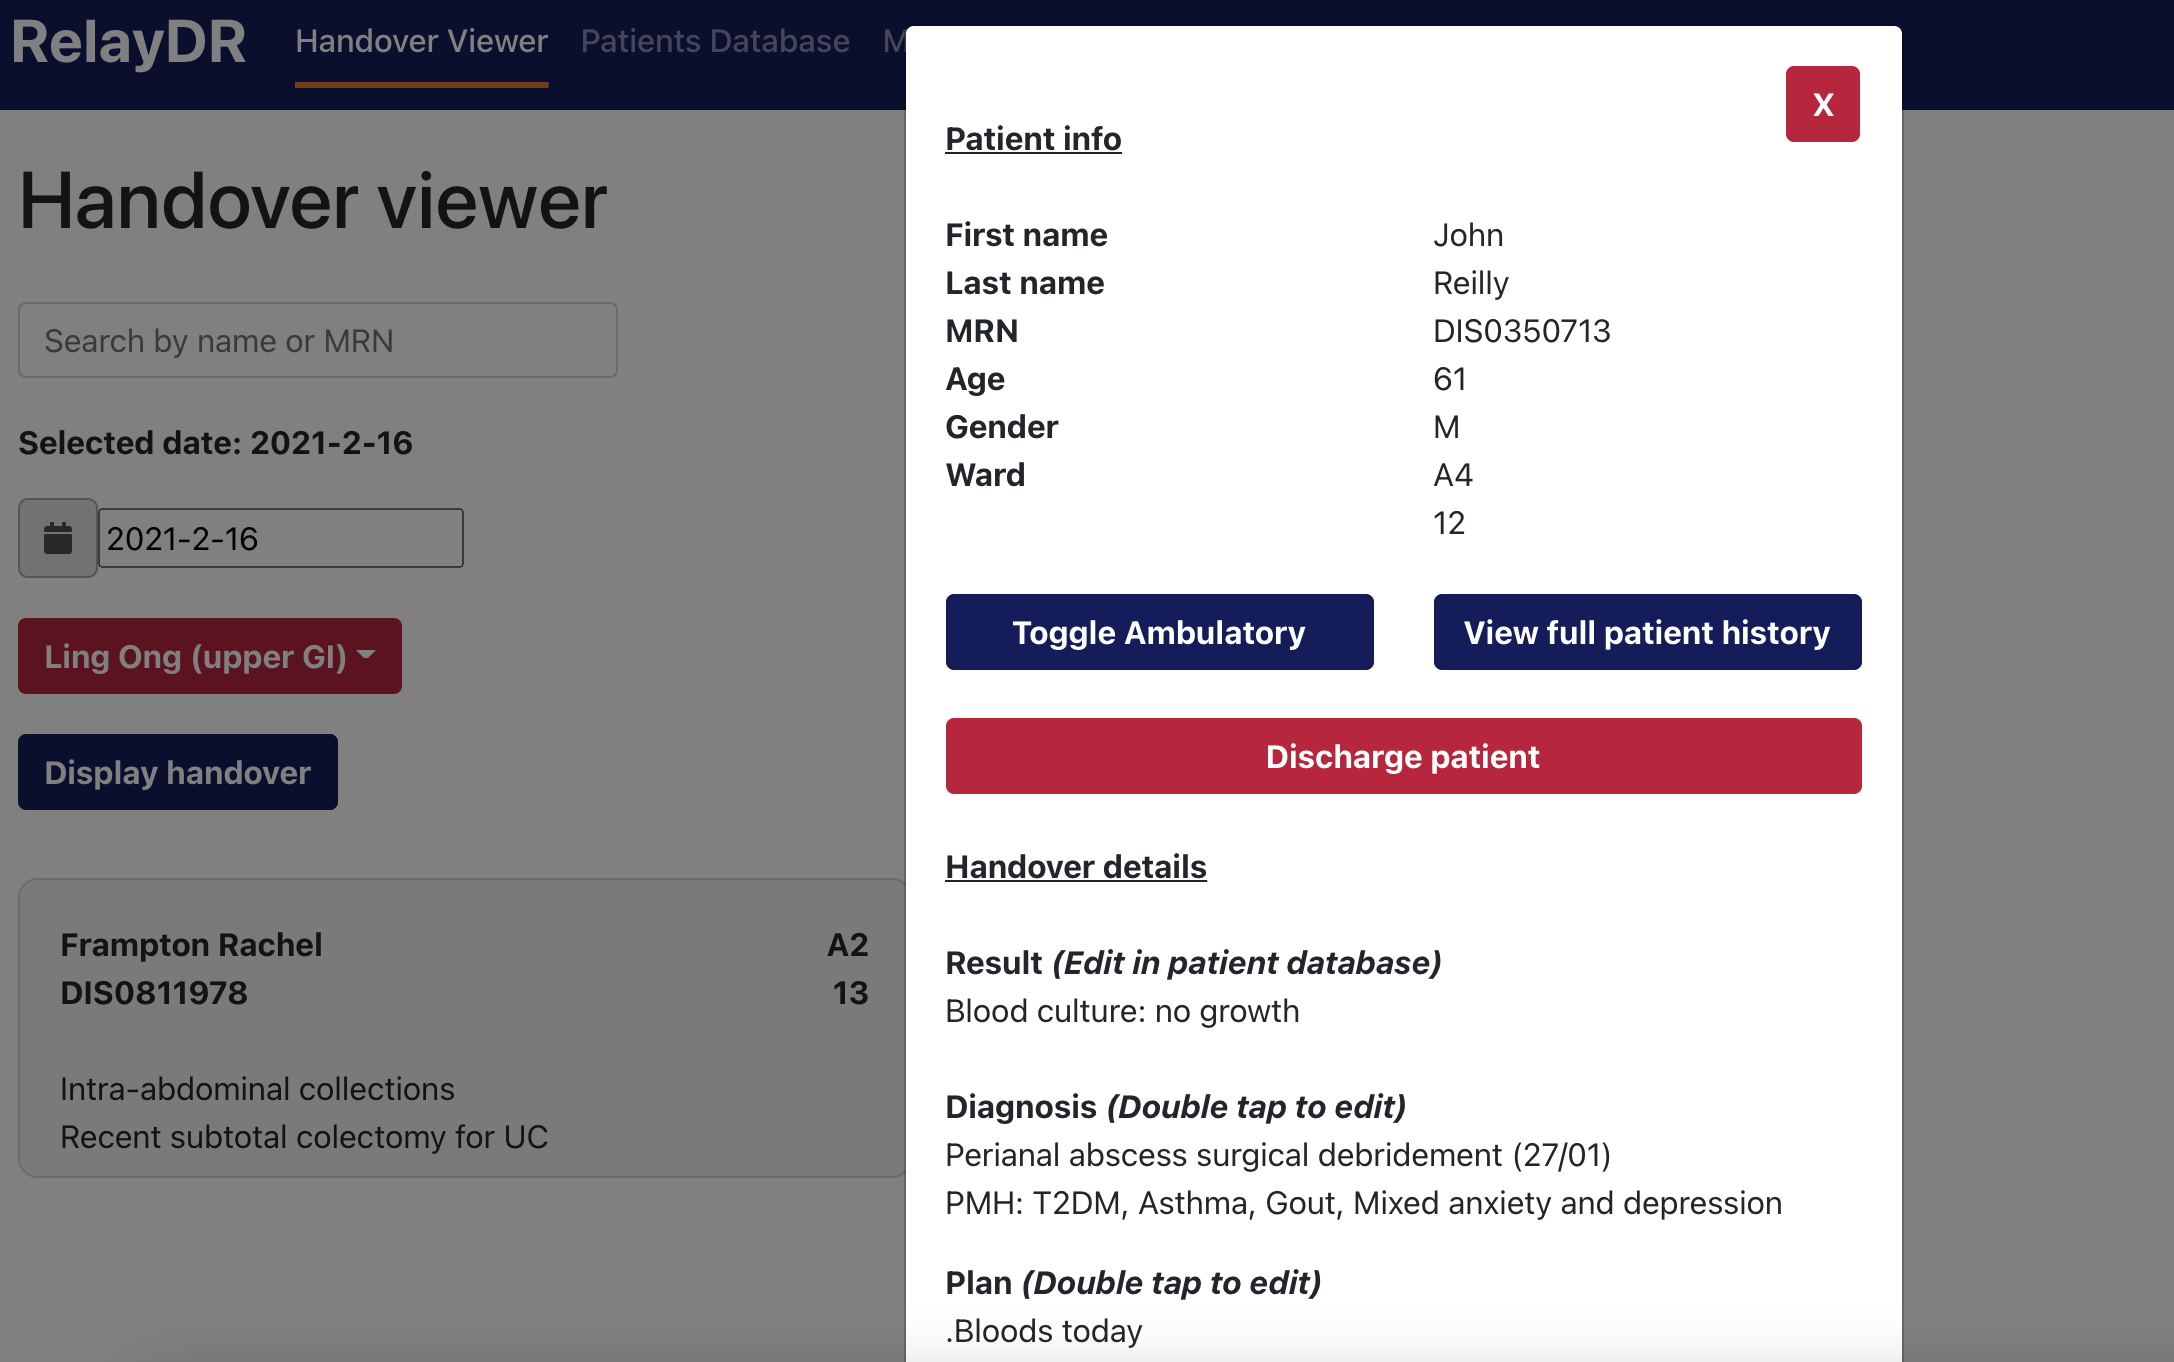 RelayDR
Handover Viewer
Patients Database
M
Handover viewer
Search by name or MRN
Selected date: 2021-2-16
2021-2-16
Ling Ong (upper GI)
Display handover
Frampton Rachel A2
DIS0811978 13
Intra-abdominal collections
Recent subtotal colectomy for UC
X
Patient info
First name John
Last name Reilly
MRN DIS0350713
Age 61
Gender M
Ward A4
12
Toggle Ambulatory
View full patient history
Discharge patient
Handover details
Result (Edit in patient database)
Blood culture: no growth
Diagnosis (Double tap to edit)
Perianal abscess surgical debridement (27/01)
PMH: T2DM, Asthma, Gout, Mixed anxiety and depression
Plan (Double tap to edit)
.Bloods today